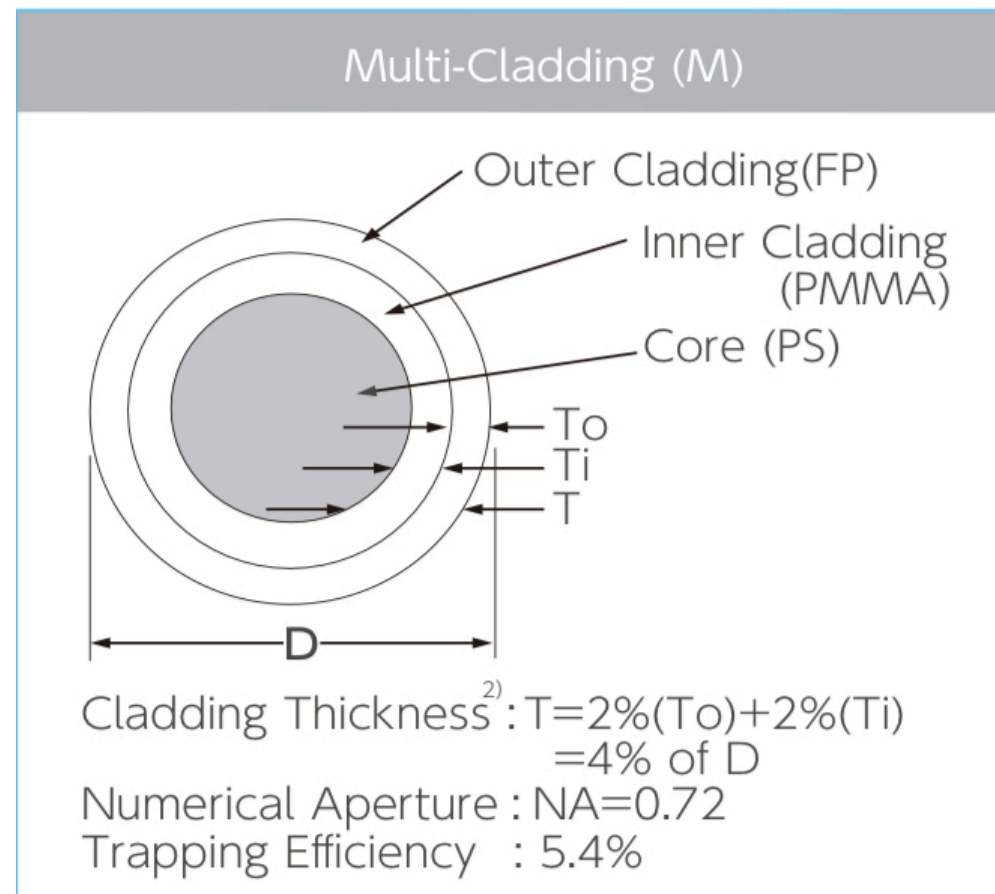 Multi-Cladding (M)
Outer Cladding(FP)
Inner Cladding
(PMMA)
Core (PS)
To
Ti
T
D
Cladding Thickness²⁾: T=2%(To)+2%(Ti)
=4% of D
Numerical Aperture : NA=0.72
Trapping Efficiency : 5.4%